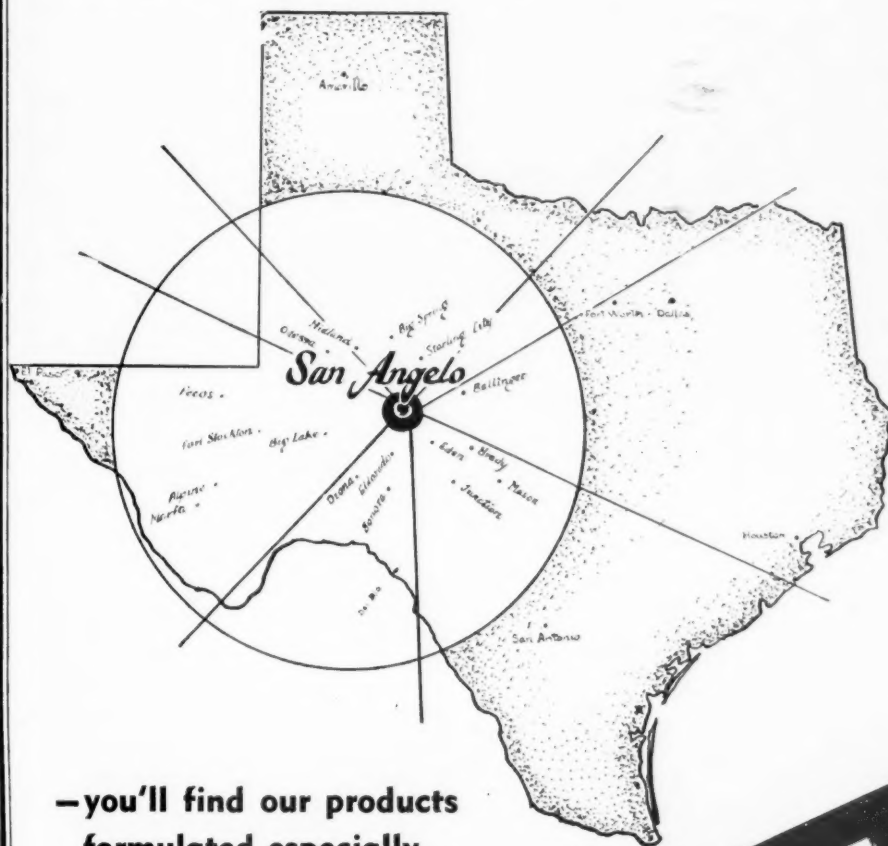 Amarillo
Big Spring
Midland
Sterling City
Odessa
Fort Worth - Dallas
San Angelo
El Paso
Ballinger
Pecos
Fort Stockton
Big Lake
Eden
Brady
Mason
Junction
Eldorado
Ozona
Sonora
Alpine
Marfa
Houston
Del Rio
San Antonio
—you'll find our products
formulated especially